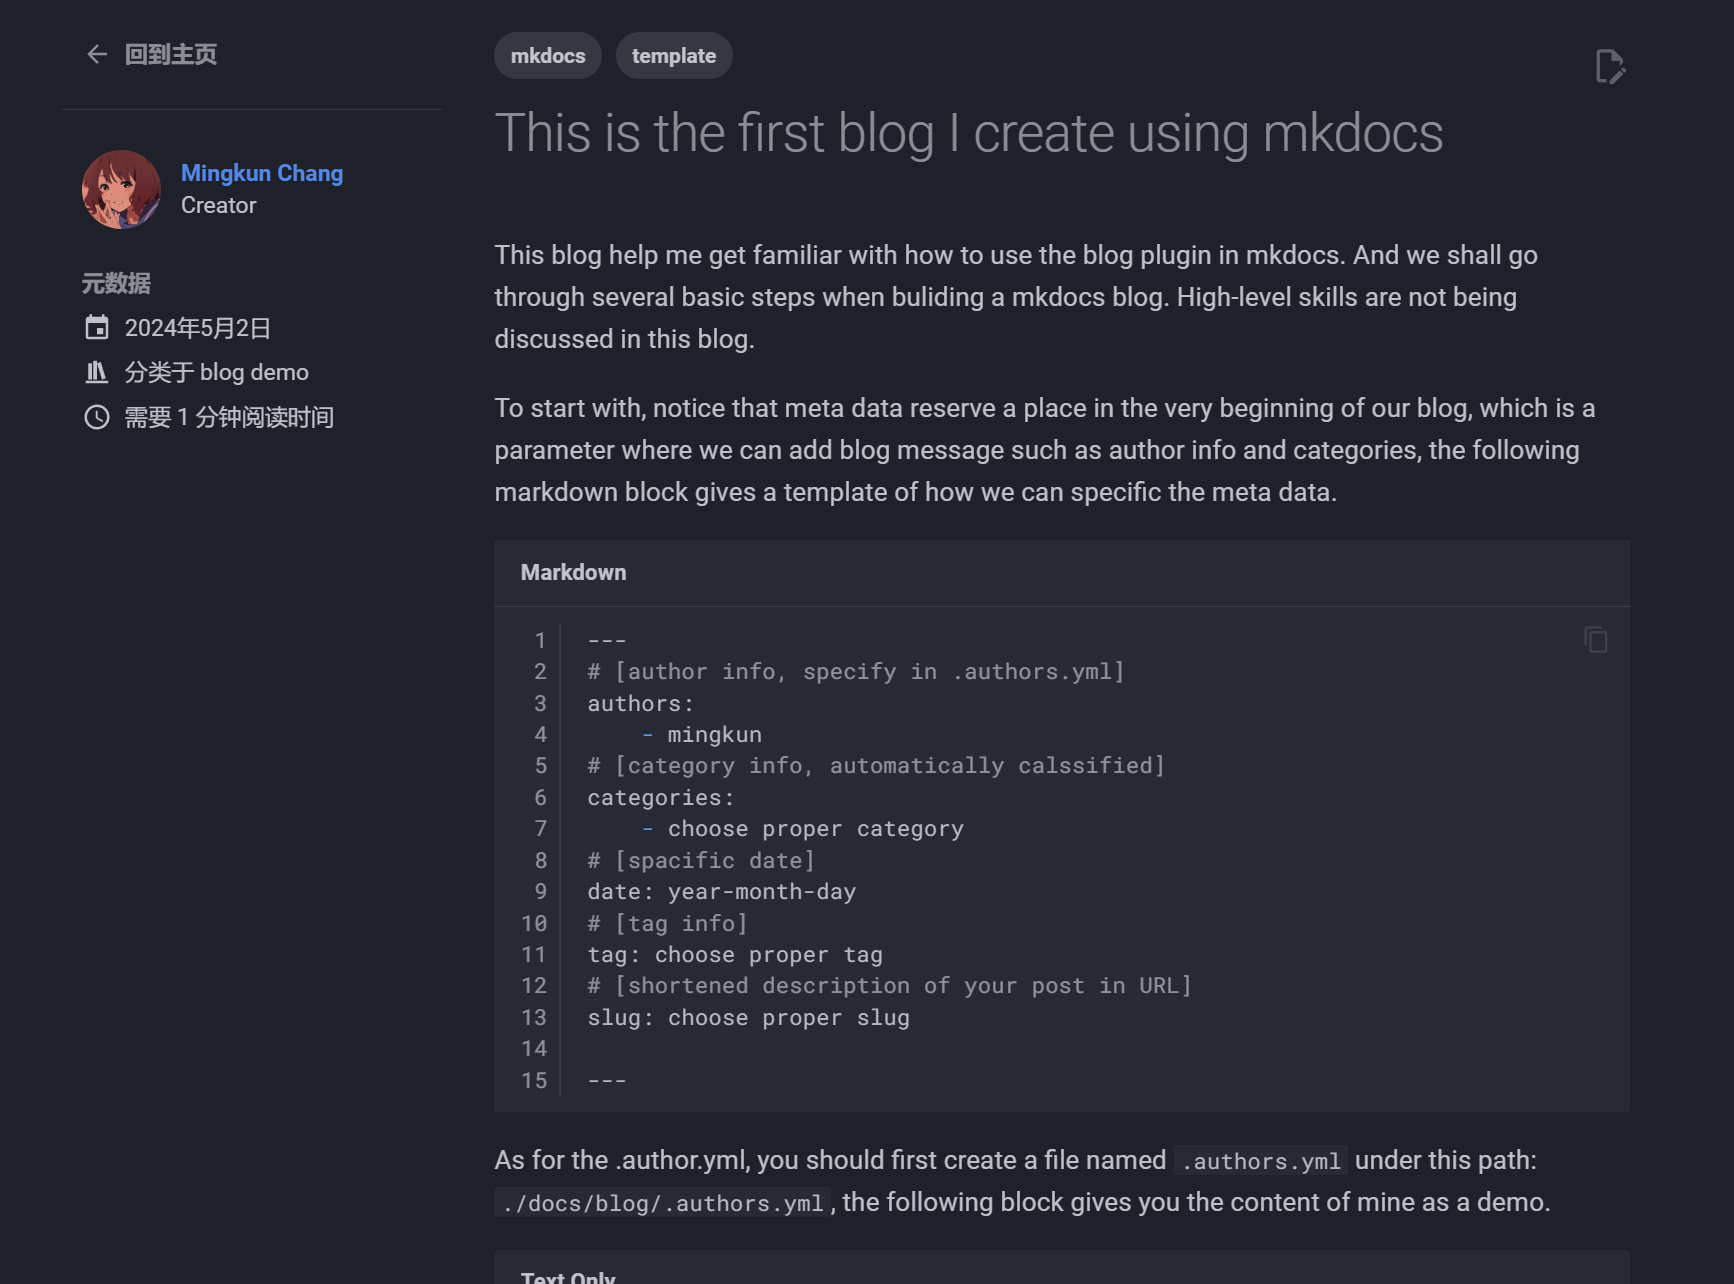 回到主页
Mingkun Chang
Creator
元数据
2024年5月2日
分类于 blog demo
需要 1 分钟阅读时间
mkdocs
template
This is the first blog I create using mkdocs
This blog help me get familiar with how to use the blog plugin in mkdocs. And we shall go
through several basic steps when buliding a mkdocs blog. High-level skills are not being
discussed in this blog.
To start with, notice that meta data reserve a place in the very beginning of our blog, which is a
parameter where we can add blog message such as author info and categories, the following
markdown block gives a template of how we can specific the meta data.
Markdown
1 ---
2 # [author info, specify in .authors.yml]
3 authors:
4     - mingkun
5 # [category info, automatically calssified]
6 categories:
7     - choose proper category
8 # [spacific date]
9 date: year-month-day
10 # [tag info]
11 tag: choose proper tag
12 # [shortened description of your post in URL]
13 slug: choose proper slug
14
15 ---
As for the .author.yml, you should first create a file named .authors.yml under this path:
./docs/blog/.authors.yml, the following block gives you the content of mine as a demo.
Text Only